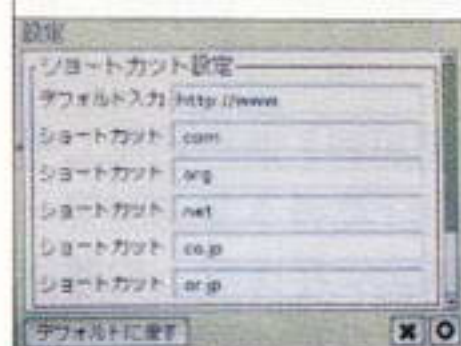 設定
ショートカット設定
デフォルト入力 http://www.
ショートカット .com
ショートカット .org
ショートカット .net
ショートカット .co.jp
ショートカット .or.jp
デフォルトに戻す